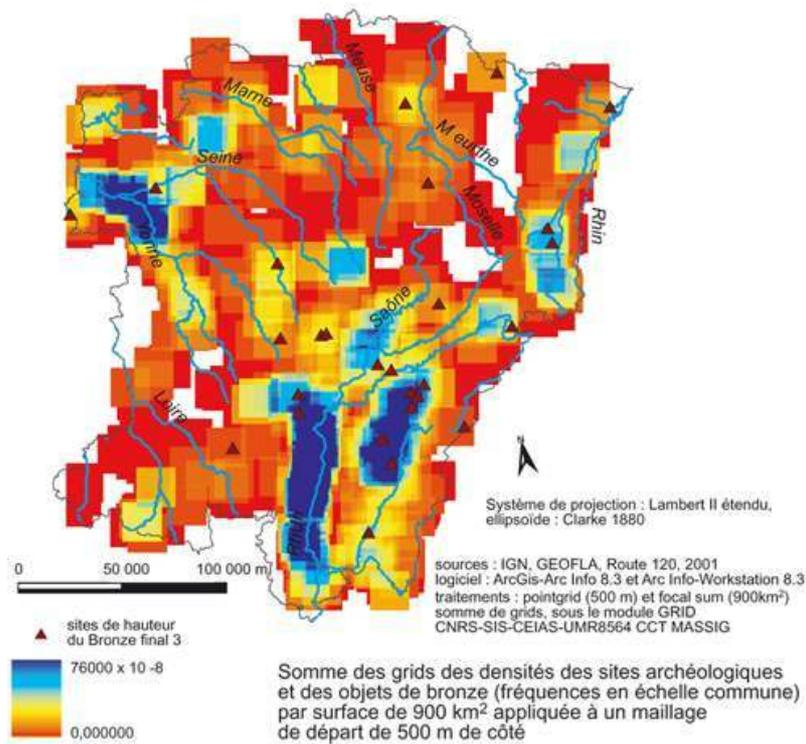 Meuse
Marne
Meurthe
Seine
Moselle
Rhin
Yonne
Saône
Loire
N
Système de projection : Lambert II étendu,
ellipsoïde : Clarke 1880
0 50 000 100 000 m
sources : IGN, GEOFLA, Route 120, 2001
logiciel : ArcGis-Arc Info 8.3 et Arc Info-Workstation 8.3
traitements : pointgrid (500 m) et focal sum (900km²)
somme de grids, sous le module GRID
CNRS-SIS-CEIAS-UMR8564 CCT MASSIG
sites de hauteur
du Bronze final 3
76000 x 10 -8
0,000000
Somme des grids des densités des sites archéologiques
et des objets de bronze (fréquences en échelle commune)
par surface de 900 km² appliquée à un maillage
de départ de 500 m de côté